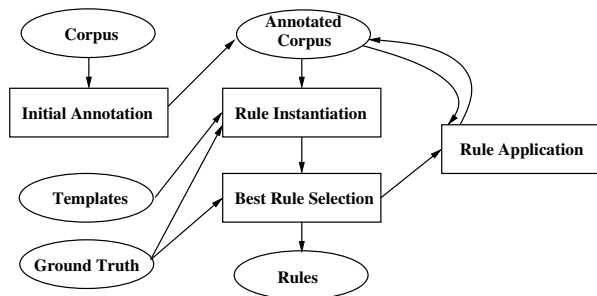 Corpus
Annotated
Corpus
Initial Annotation
Rule Instantiation
Rule Application
Templates
Best Rule Selection
Ground Truth
Rules